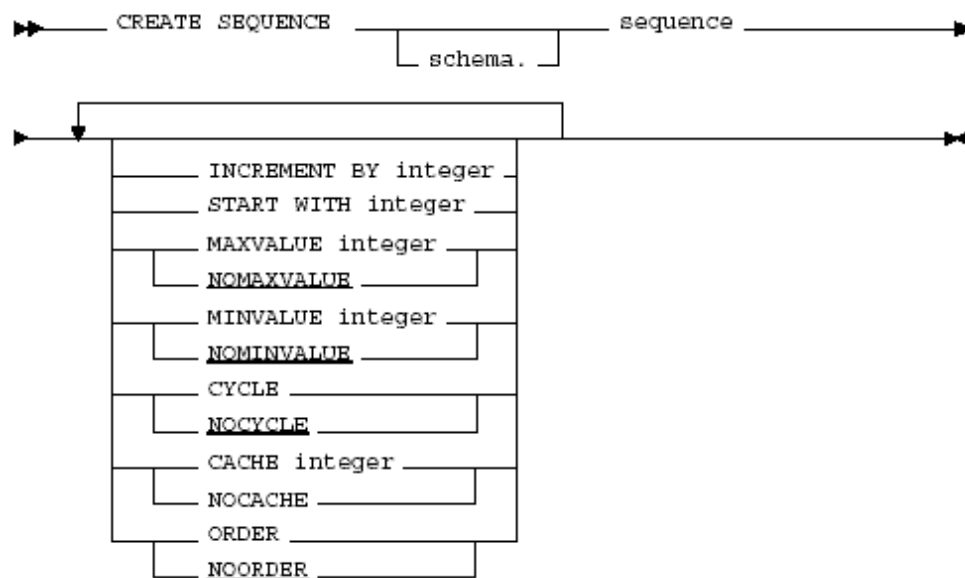 CREATE SEQUENCE schema. sequence
INCREMENT BY integer
START WITH integer
MAXVALUE integer
NOMAXVALUE
MINVALUE integer
NOMINVALUE
CYCLE
NOCYCLE
CACHE integer
NOCACHE
ORDER
NOORDER